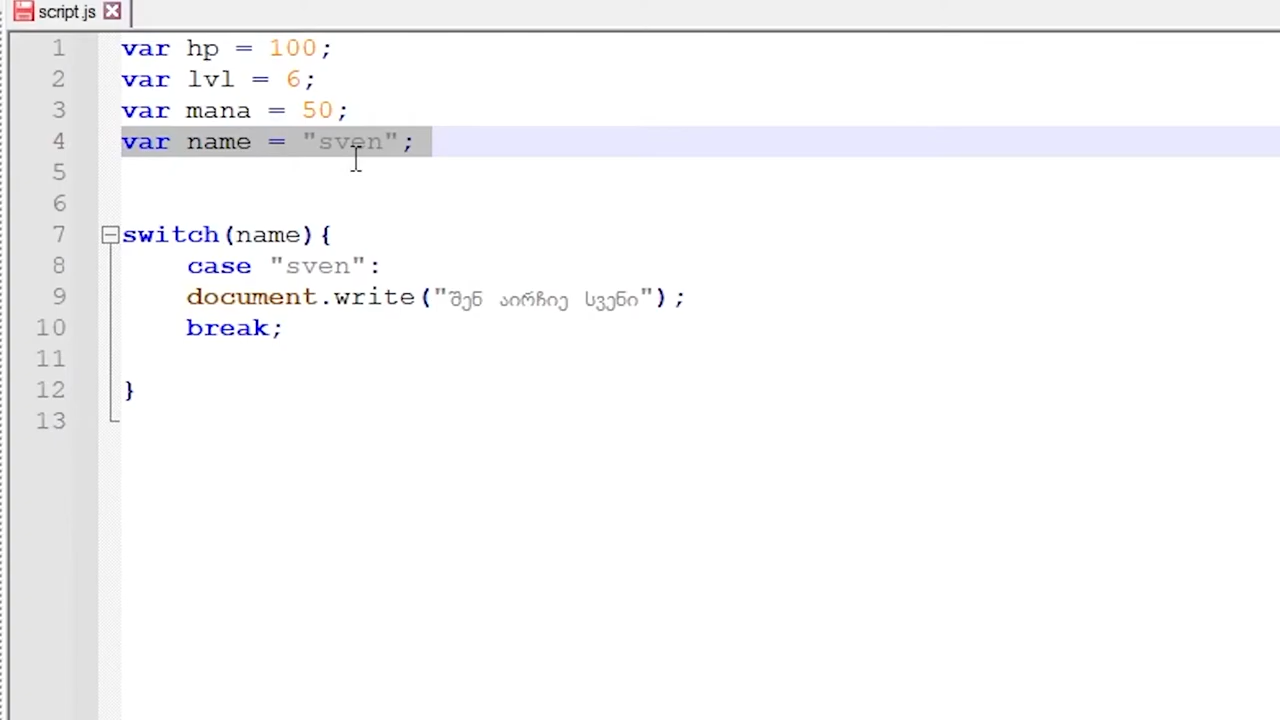 script.js
1 var hp = 100;
2 var lvl = 6;
3 var mana = 50;
4 var name = "sven";
5
6
7 switch(name){
8 case "sven":
9 document.write("შენ აირჩიე სვენი");
10 break;
11
12 }
13